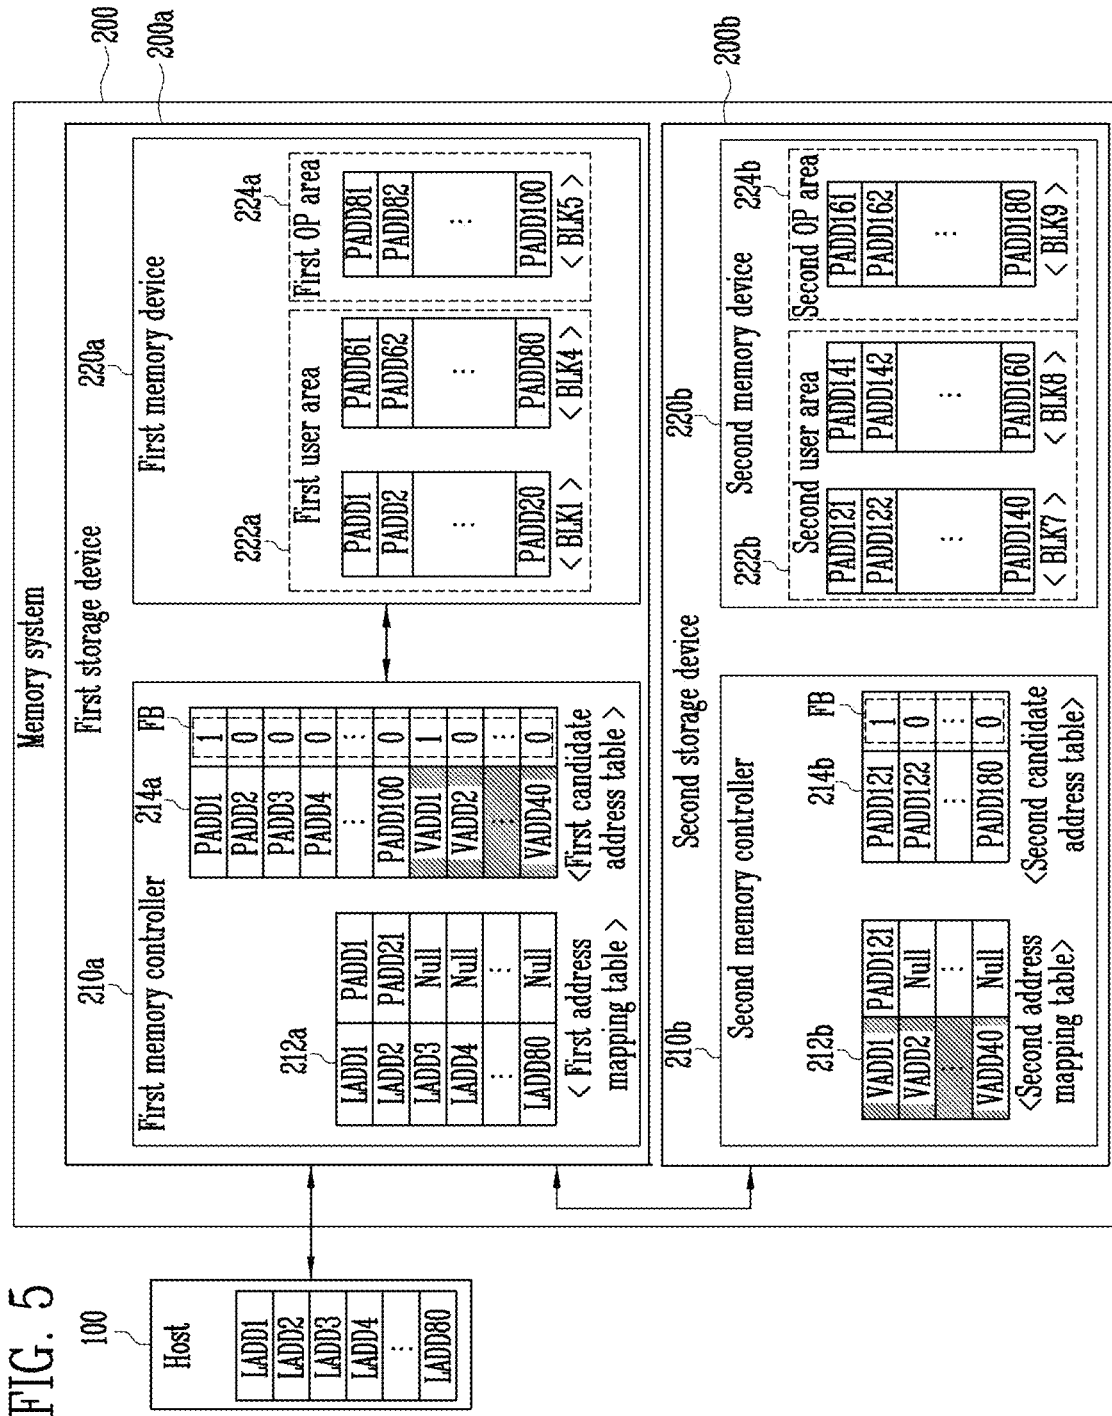 FIG. 5
100
Host
LADD1
LADD2
LADD3
LADD4
⋮
LADD80
200
Memory system
200a
First storage device
210a
First memory controller
212a
LADD1 PADD1
LADD2 PADD21
LADD3 Null
LADD4 Null
⋮ ⋮
LADD80 Null
< First address
mapping table >
214a
FB
PADD1 1
PADD2 0
PADD3 0
PADD4 0
⋮ ⋮
PADD100 0
VADD1 1
VADD2 0
⋮ ⋮
VADD40 0
<First candidate
address table >
220a
First memory device
222a
First user area
PADD1
PADD2
⋮
PADD20
< BLK1 >
PADD61
PADD62
⋮
PADD80
< BLK4 >
224a
First OP area
PADD81
PADD82
⋮
PADD100
< BLK5 >
200b
Second storage device
210b
Second memory controller
212b
VADD1 PADD121
VADD2 Null
⋮ ⋮
VADD40 Null
<Second address
mapping table>
214b
FB
PADD121 1
PADD122 0
⋮ ⋮
PADD180 0
<Second candidate
address table>
220b
Second memory device
222b
Second user area
PADD121
PADD122
⋮
PADD140
< BLK7 >
PADD141
PADD142
⋮
PADD160
< BLK8 >
224b
Second OP area
PADD161
PADD162
⋮
PADD180
< BLK9 >